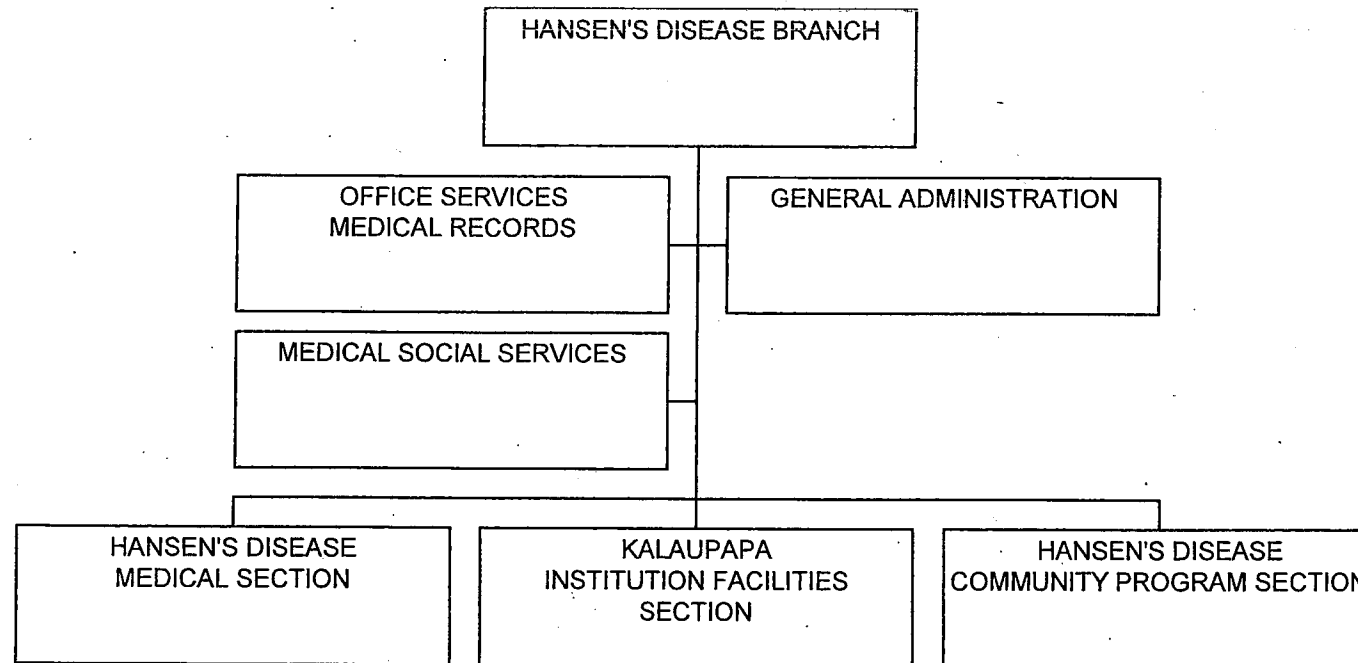 HANSEN'S DISEASE BRANCH
OFFICE SERVICES
MEDICAL RECORDS
GENERAL ADMINISTRATION
MEDICAL SOCIAL SERVICES
HANSEN'S DISEASE
MEDICAL SECTION
KALAUPAPA
INSTITUTION FACILITIES
SECTION
HANSEN'S DISEASE
COMMUNITY PROGRAM SECTION